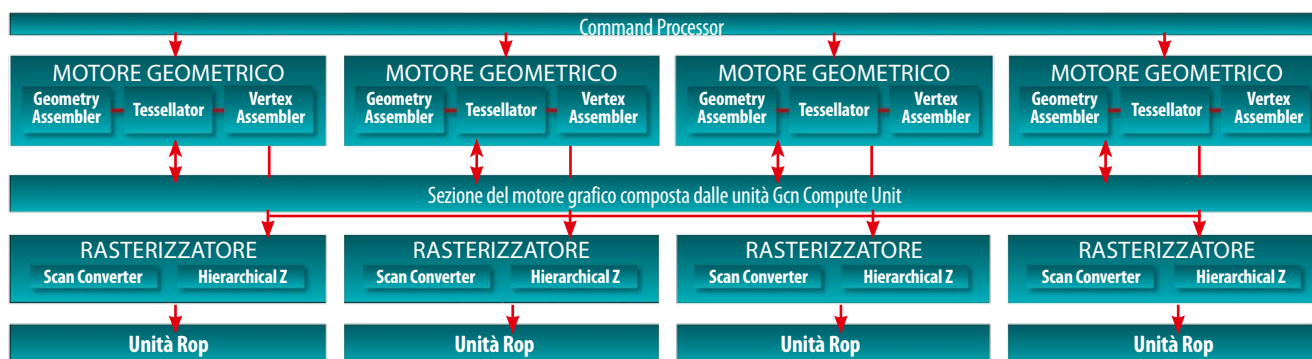 Command Processor
MOTORE GEOMETRICO
Geometry Assembler
Tessellator
Vertex Assembler
MOTORE GEOMETRICO
Geometry Assembler
Tessellator
Vertex Assembler
MOTORE GEOMETRICO
Geometry Assembler
Tessellator
Vertex Assembler
MOTORE GEOMETRICO
Geometry Assembler
Tessellator
Vertex Assembler
Sezione del motore grafico composta dalle unità Gcn Compute Unit
RASTERIZZATORE
Scan Converter
Hierarchical Z
RASTERIZZATORE
Scan Converter
Hierarchical Z
RASTERIZZATORE
Scan Converter
Hierarchical Z
RASTERIZZATORE
Scan Converter
Hierarchical Z
Unità Rop
Unità Rop
Unità Rop
Unità Rop